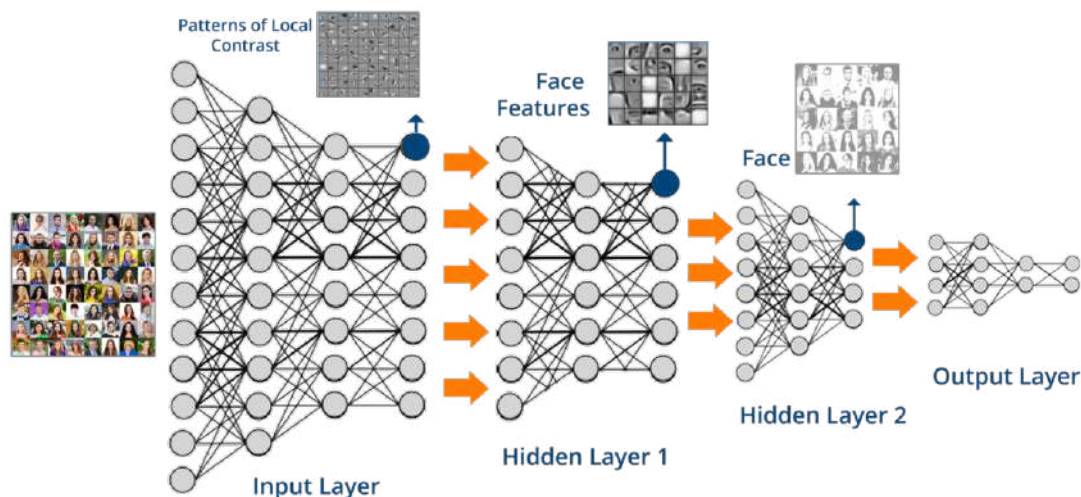 Patterns of Local
Contrast
Face
Features
Face
Input Layer
Hidden Layer 1
Hidden Layer 2
Output Layer